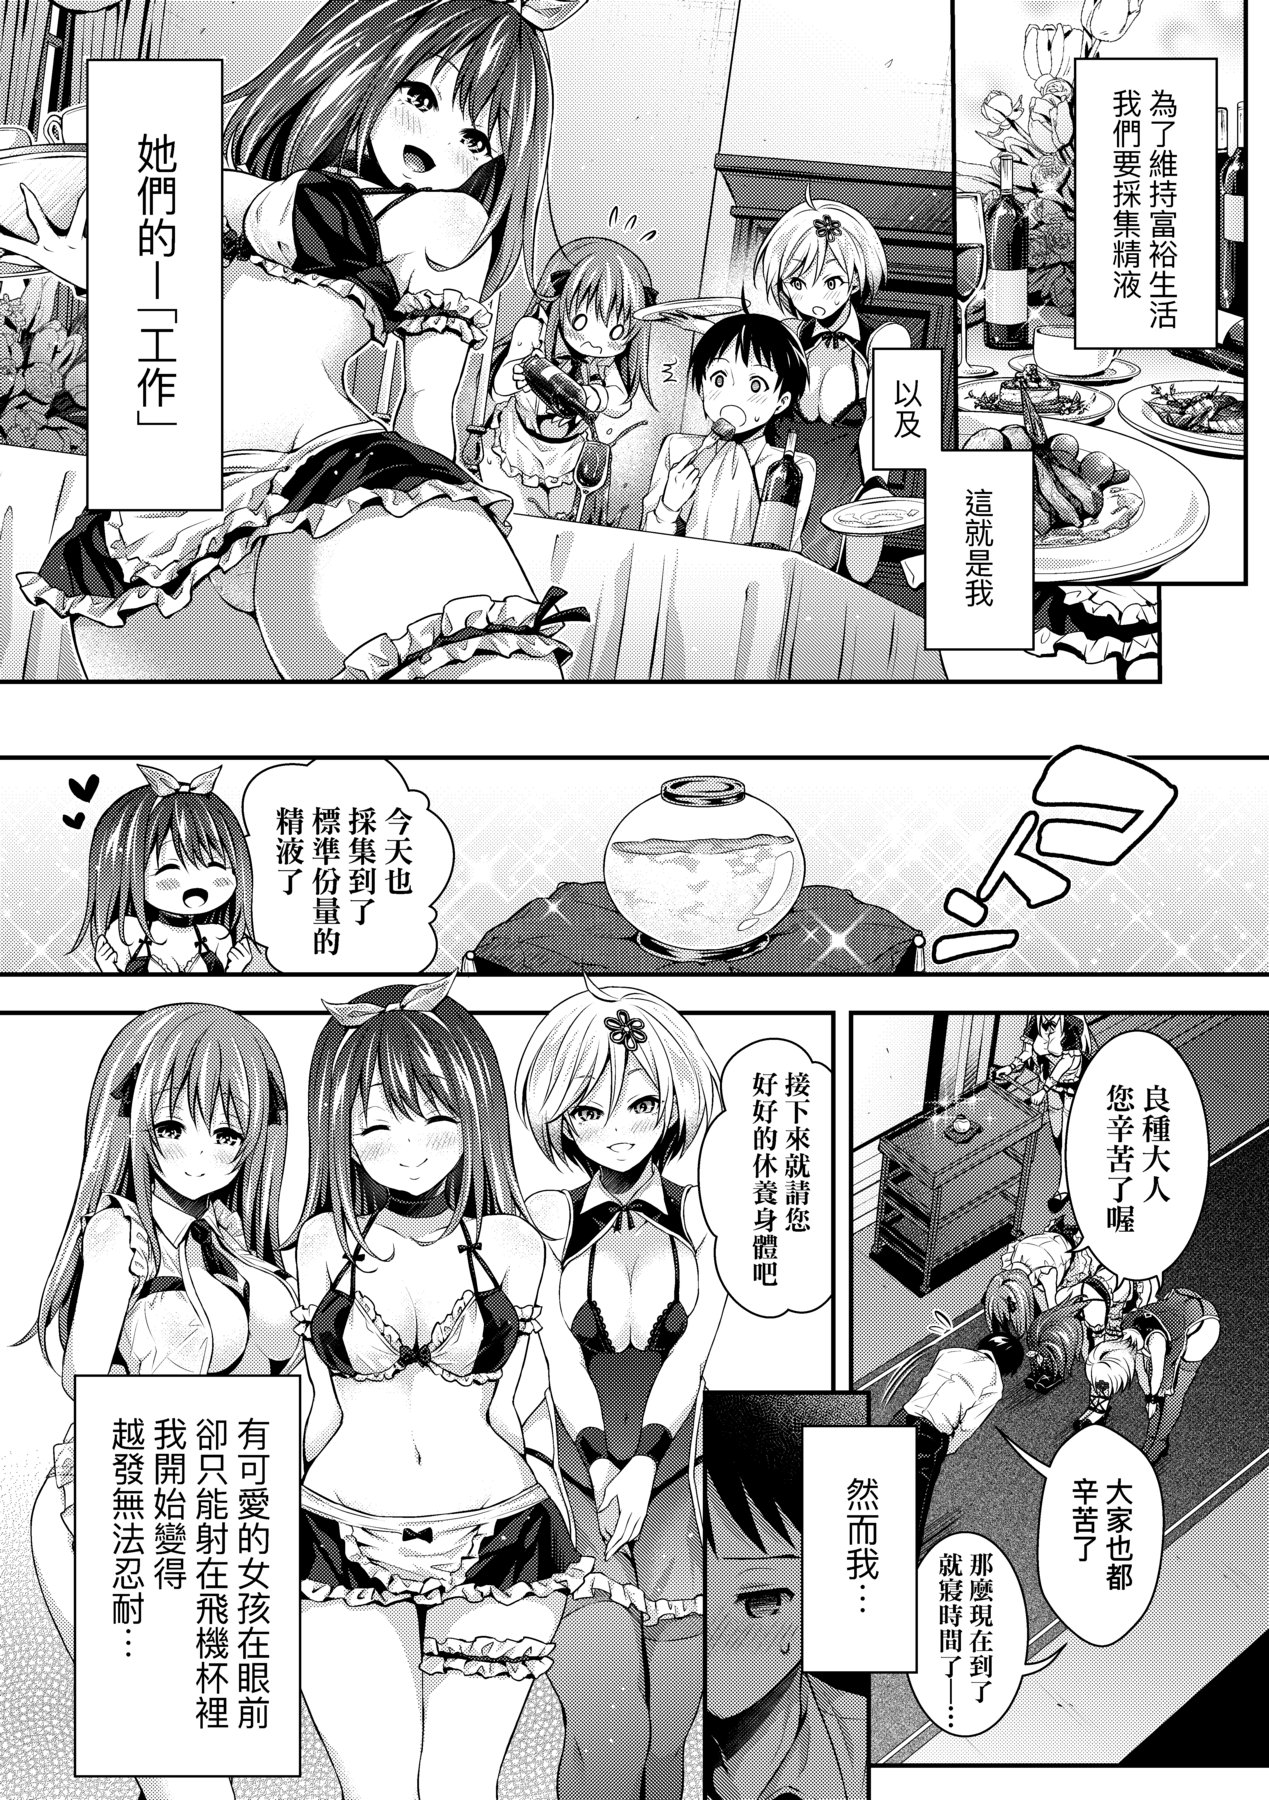 為了維持富裕生活
我們要採集精液
這就是我
以及
她們的—「工作」
今天也
採集到了
標準份量的
精液了
良種大人
您辛苦了喔
大家也都
辛苦了
那麼現在到了
就寢時間了——…
接下來就請您
好好的休養身體吧
然而我…
有可愛的女孩在眼前
卻只能射在飛機杯裡
我開始變得
越發無法忍耐…